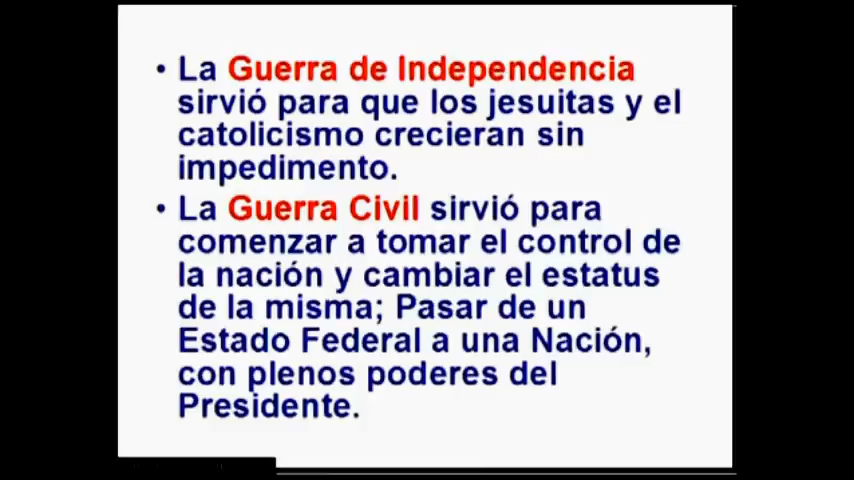 • La Guerra de Independencia
sirvió para que los jesuitas y el
catolicismo crecieran sin
impedimento.
• La Guerra Civil sirvió para
comenzar a tomar el control de
la nación y cambiar el estatus
de la misma; Pasar de un
Estado Federal a una Nación,
con plenos poderes del
Presidente.